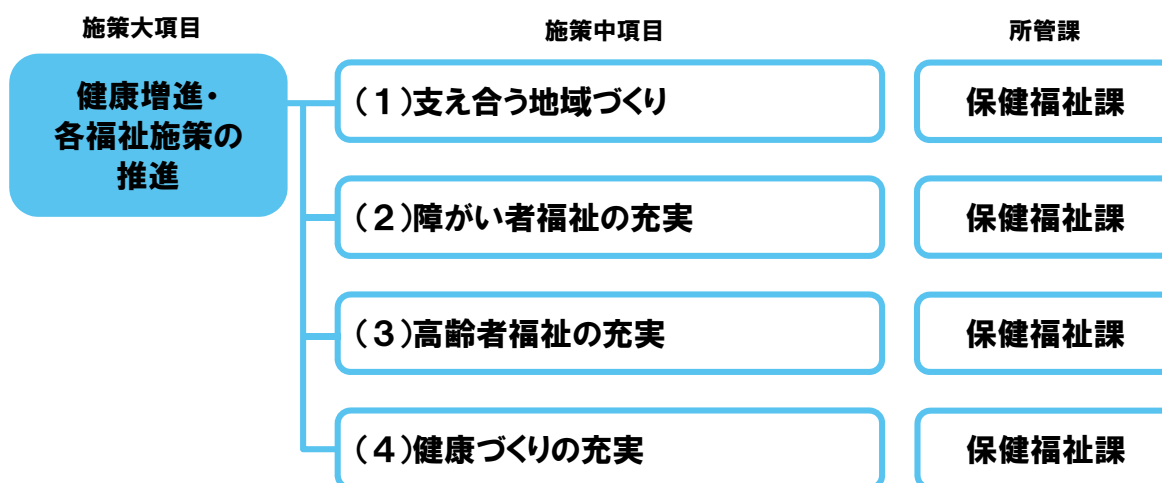 施策大項目
施策中項目
所管課
健康増進・
各福祉施策の
推進
（１）支え合う地域づくり
保健福祉課
（２）障がい者福祉の充実
保健福祉課
（３）高齢者福祉の充実
保健福祉課
（４）健康づくりの充実
保健福祉課